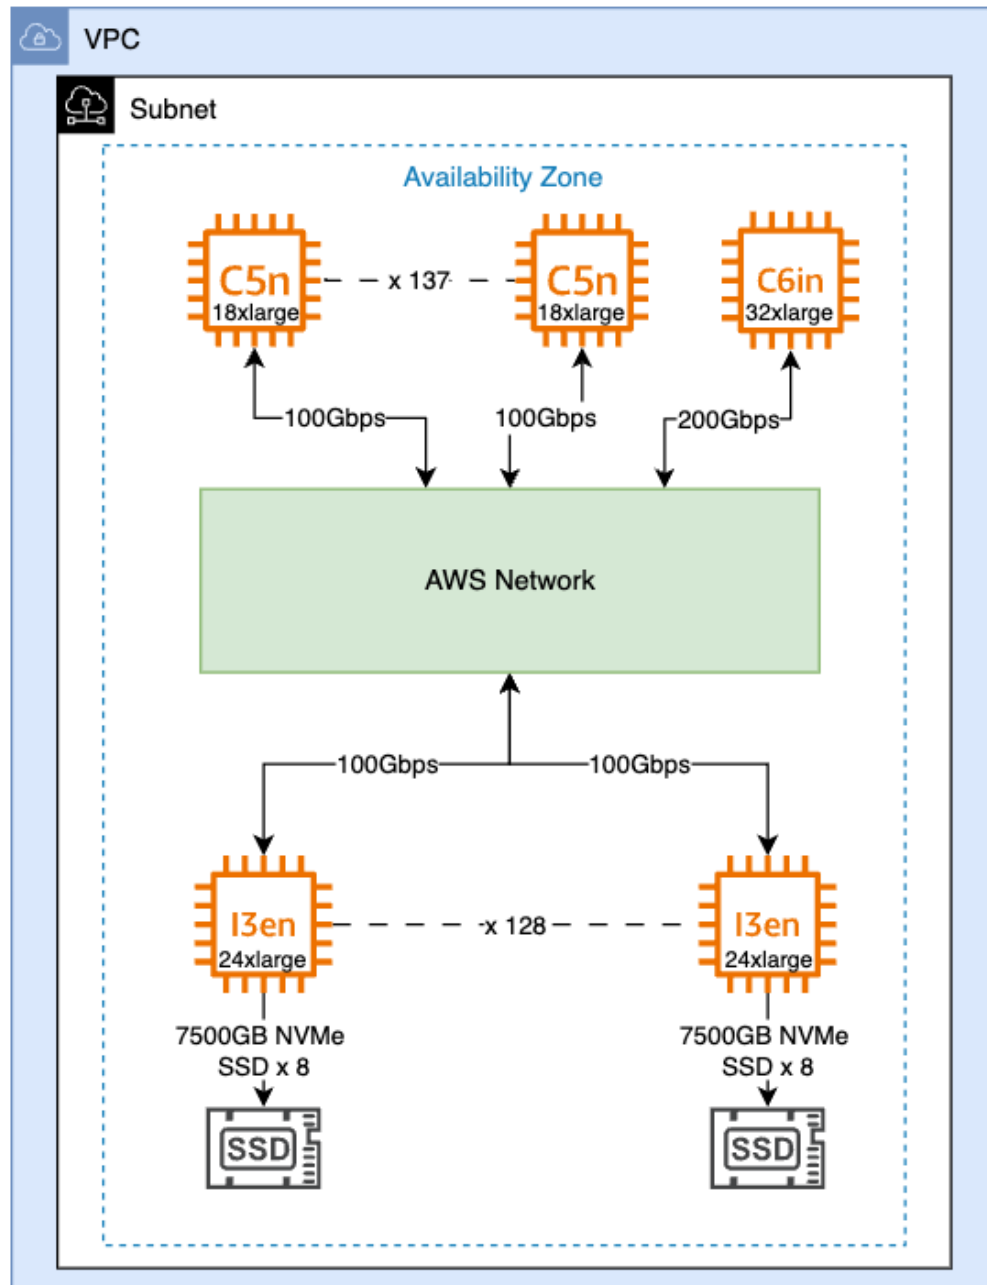 VPC
Subnet
Availability Zone
C5n
18xlarge
x 137
C5n
18xlarge
C6in
32xlarge
100Gbps
100Gbps
200Gbps
AWS Network
100Gbps
100Gbps
I3en
24xlarge
x 128
I3en
24xlarge
7500GB NVMe
SSD x 8
7500GB NVMe
SSD x 8
SSD
SSD